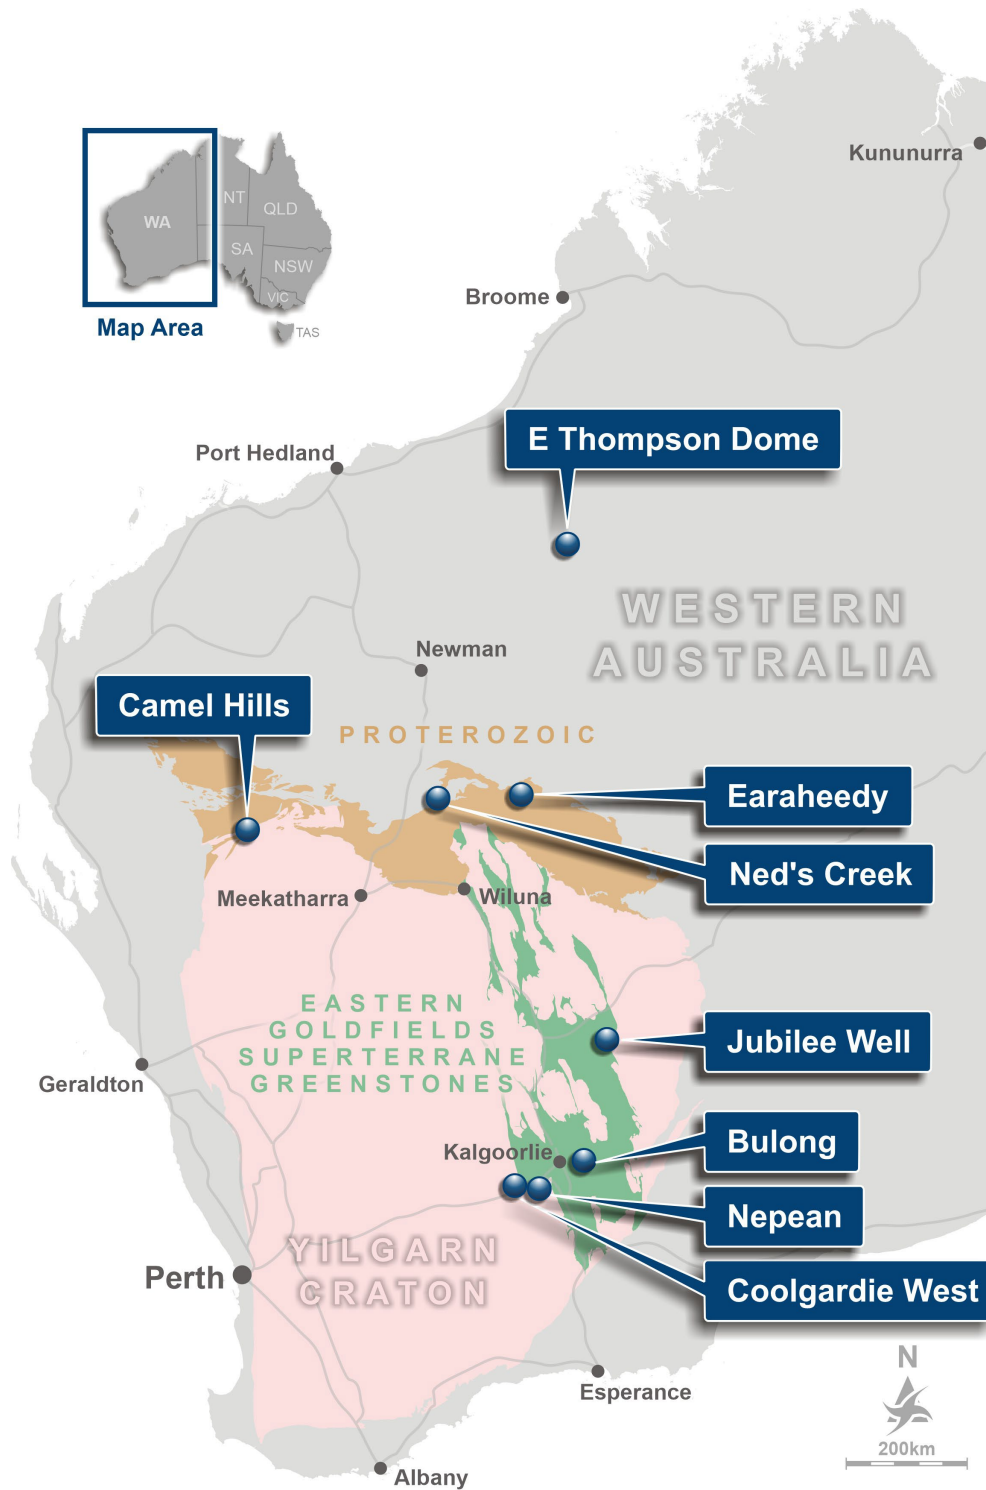 Kununurra
NT
QLD
WA
SA
NSW
VIC
TAS
Map Area
Broome
E Thompson Dome
Port Hedland
WESTERN
AUSTRALIA
Newman
Camel Hills
PROTEROZOIC
Earaheedy
Ned's Creek
Meekatharra
Wiluna
EASTERN
GOLDFIELDS
SUPERTERRANE
GREENSTONES
Jubilee Well
Geraldton
Kalgoorlie
Bulong
Nepean
YILGARN
CRATON
Perth
Coolgardie West
Esperance
N
200km
Albany